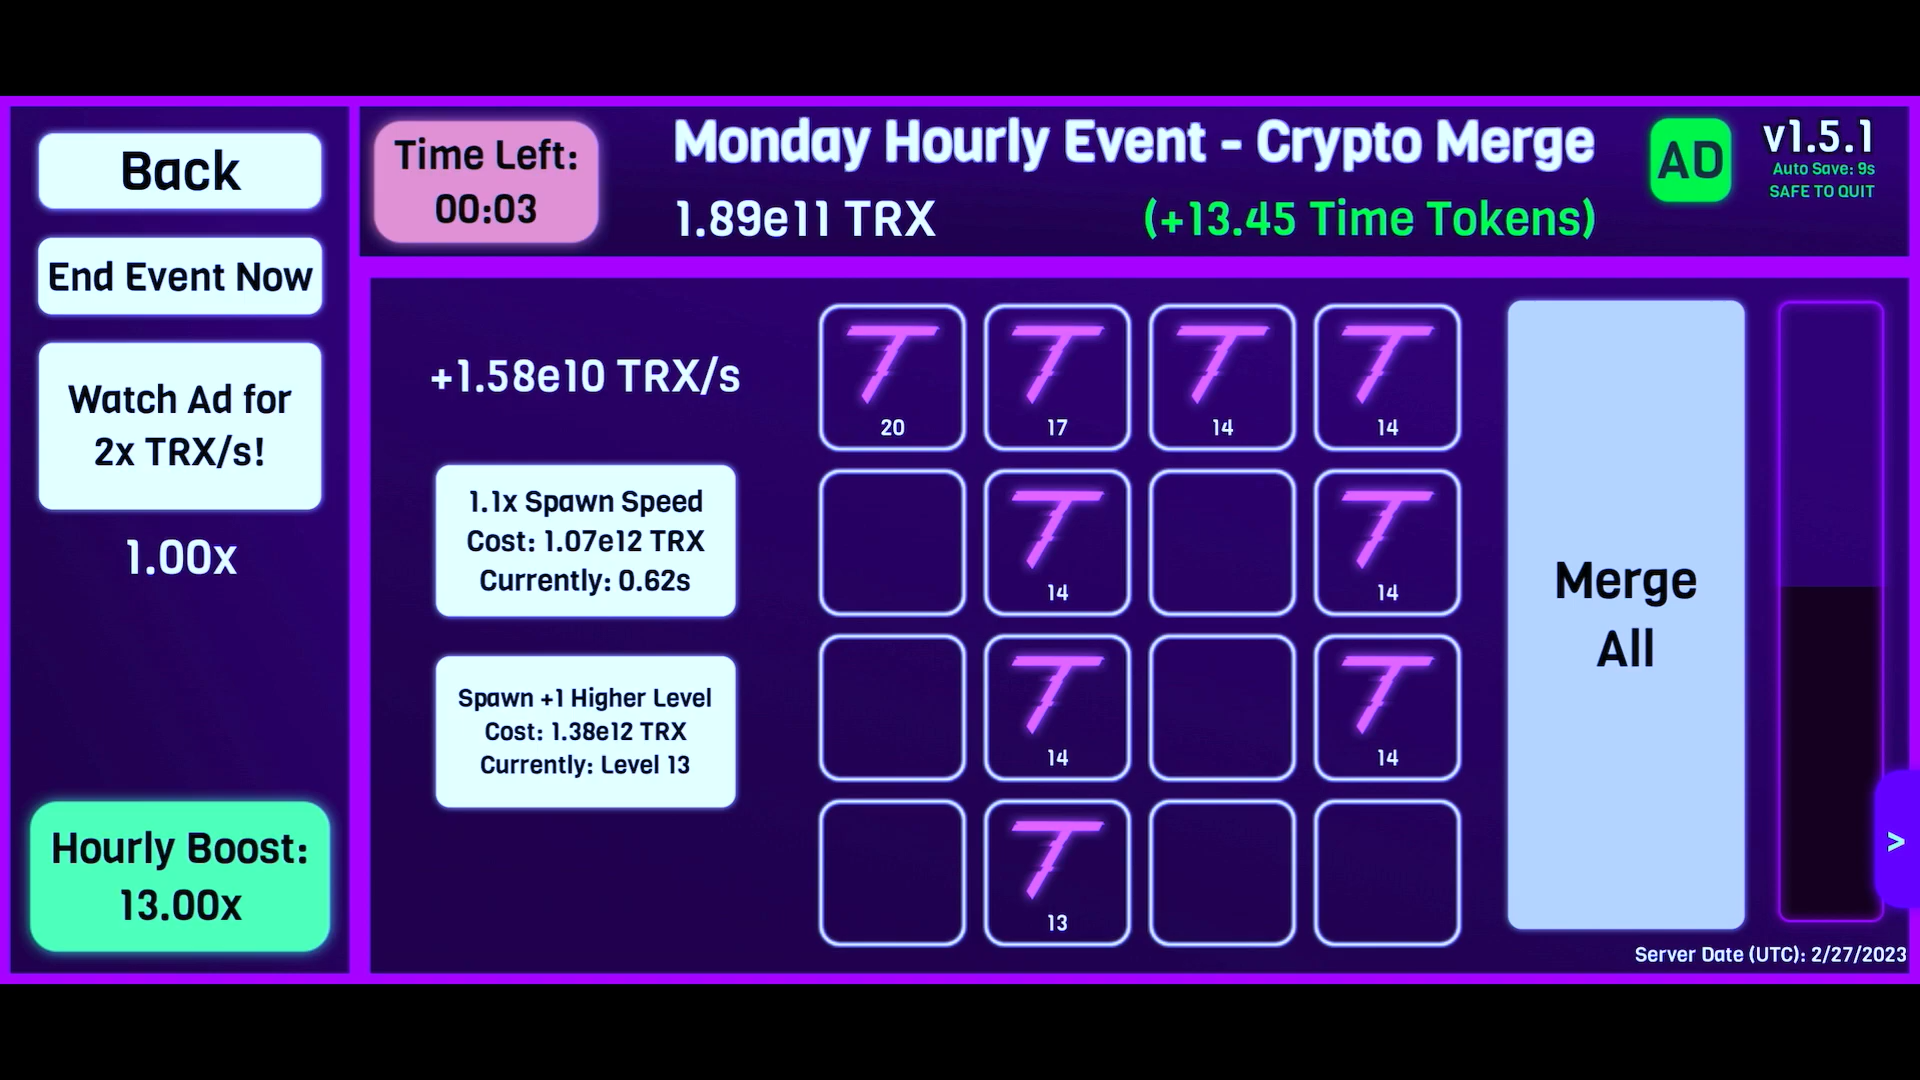 Back
End Event Now
Watch Ad for
2x TRX/s!
1.00x
Hourly Boost:
13.00x
Time Left:
00:03
Monday Hourly Event - Crypto Merge
1.89e11 TRX
(+13.45 Time Tokens)
AD
v1.5.1
Auto Save: 9s
SAFE TO QUIT
+1.58e10 TRX/s
1.1x Spawn Speed
Cost: 1.07e12 TRX
Currently: 0.62s
Spawn +1 Higher Level
Cost: 1.38e12 TRX
Currently: Level 13
20
17
14
14
14
14
14
14
13
Merge
All
>
Server Date (UTC): 2/27/2023